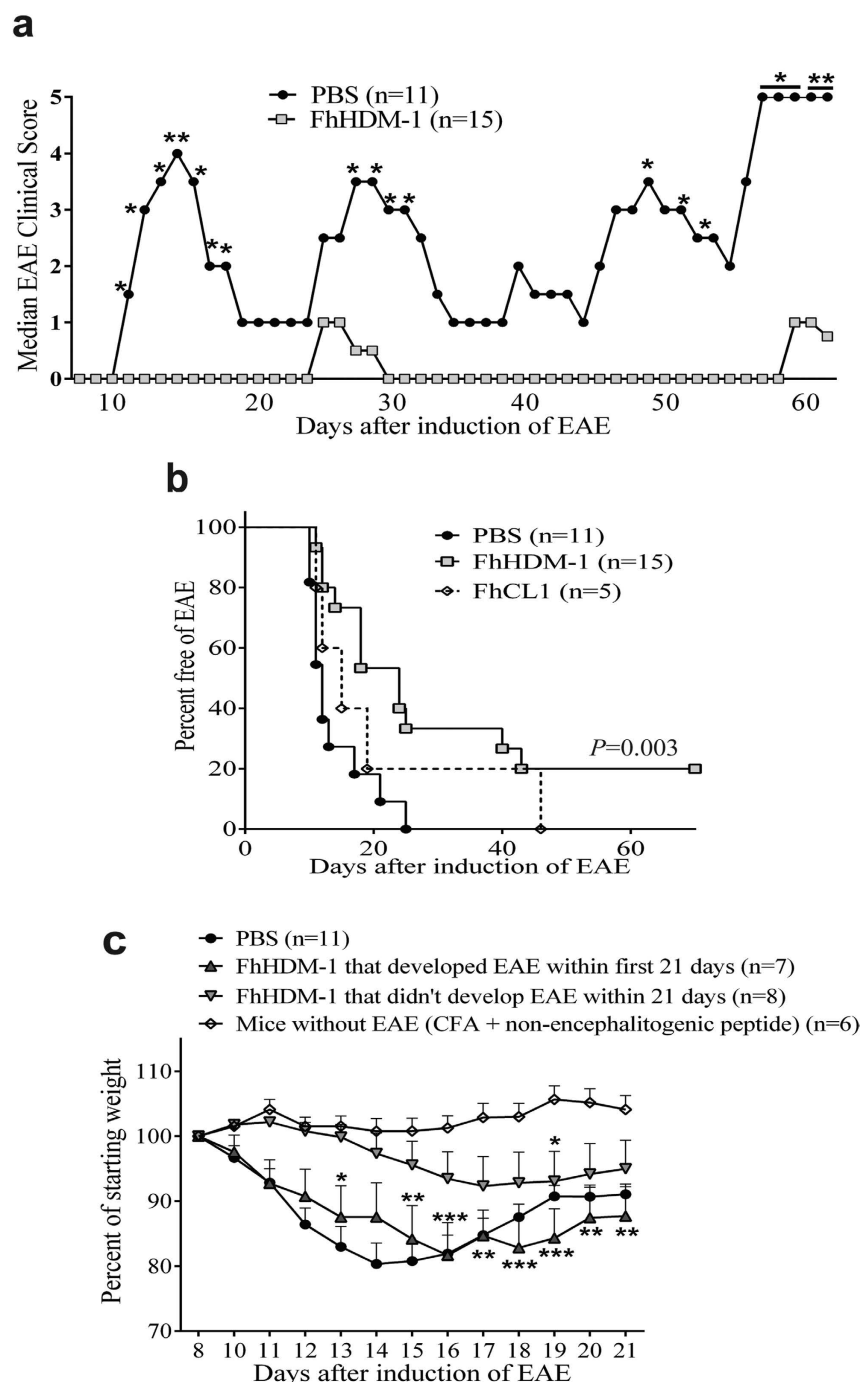 a
PBS (n=11)
FhHDM-1 (n=15)
Median EAE Clinical Score
5
4
3
2
1
0
* * * ** * * * * * * * * * * * **
10 20 30 40 50 60
Days after induction of EAE
b
PBS (n=11)
FhHDM-1 (n=15)
FhCL1 (n=5)
Percent free of EAE
100
80
60
40
20
0
P=0.003
0 20 40 60
Days after induction of EAE
c
PBS (n=11)
FhHDM-1 that developed EAE within first 21 days (n=7)
FhHDM-1 that didn't develop EAE within 21 days (n=8)
Mice without EAE (CFA + non-encephalitogenic peptide) (n=6)
Percent of starting weight
110
100
90
80
70
* ** *** ** *** * *** ** **
8 10 11 12 13 14 15 16 17 18 19 20 21
Days after induction of EAE